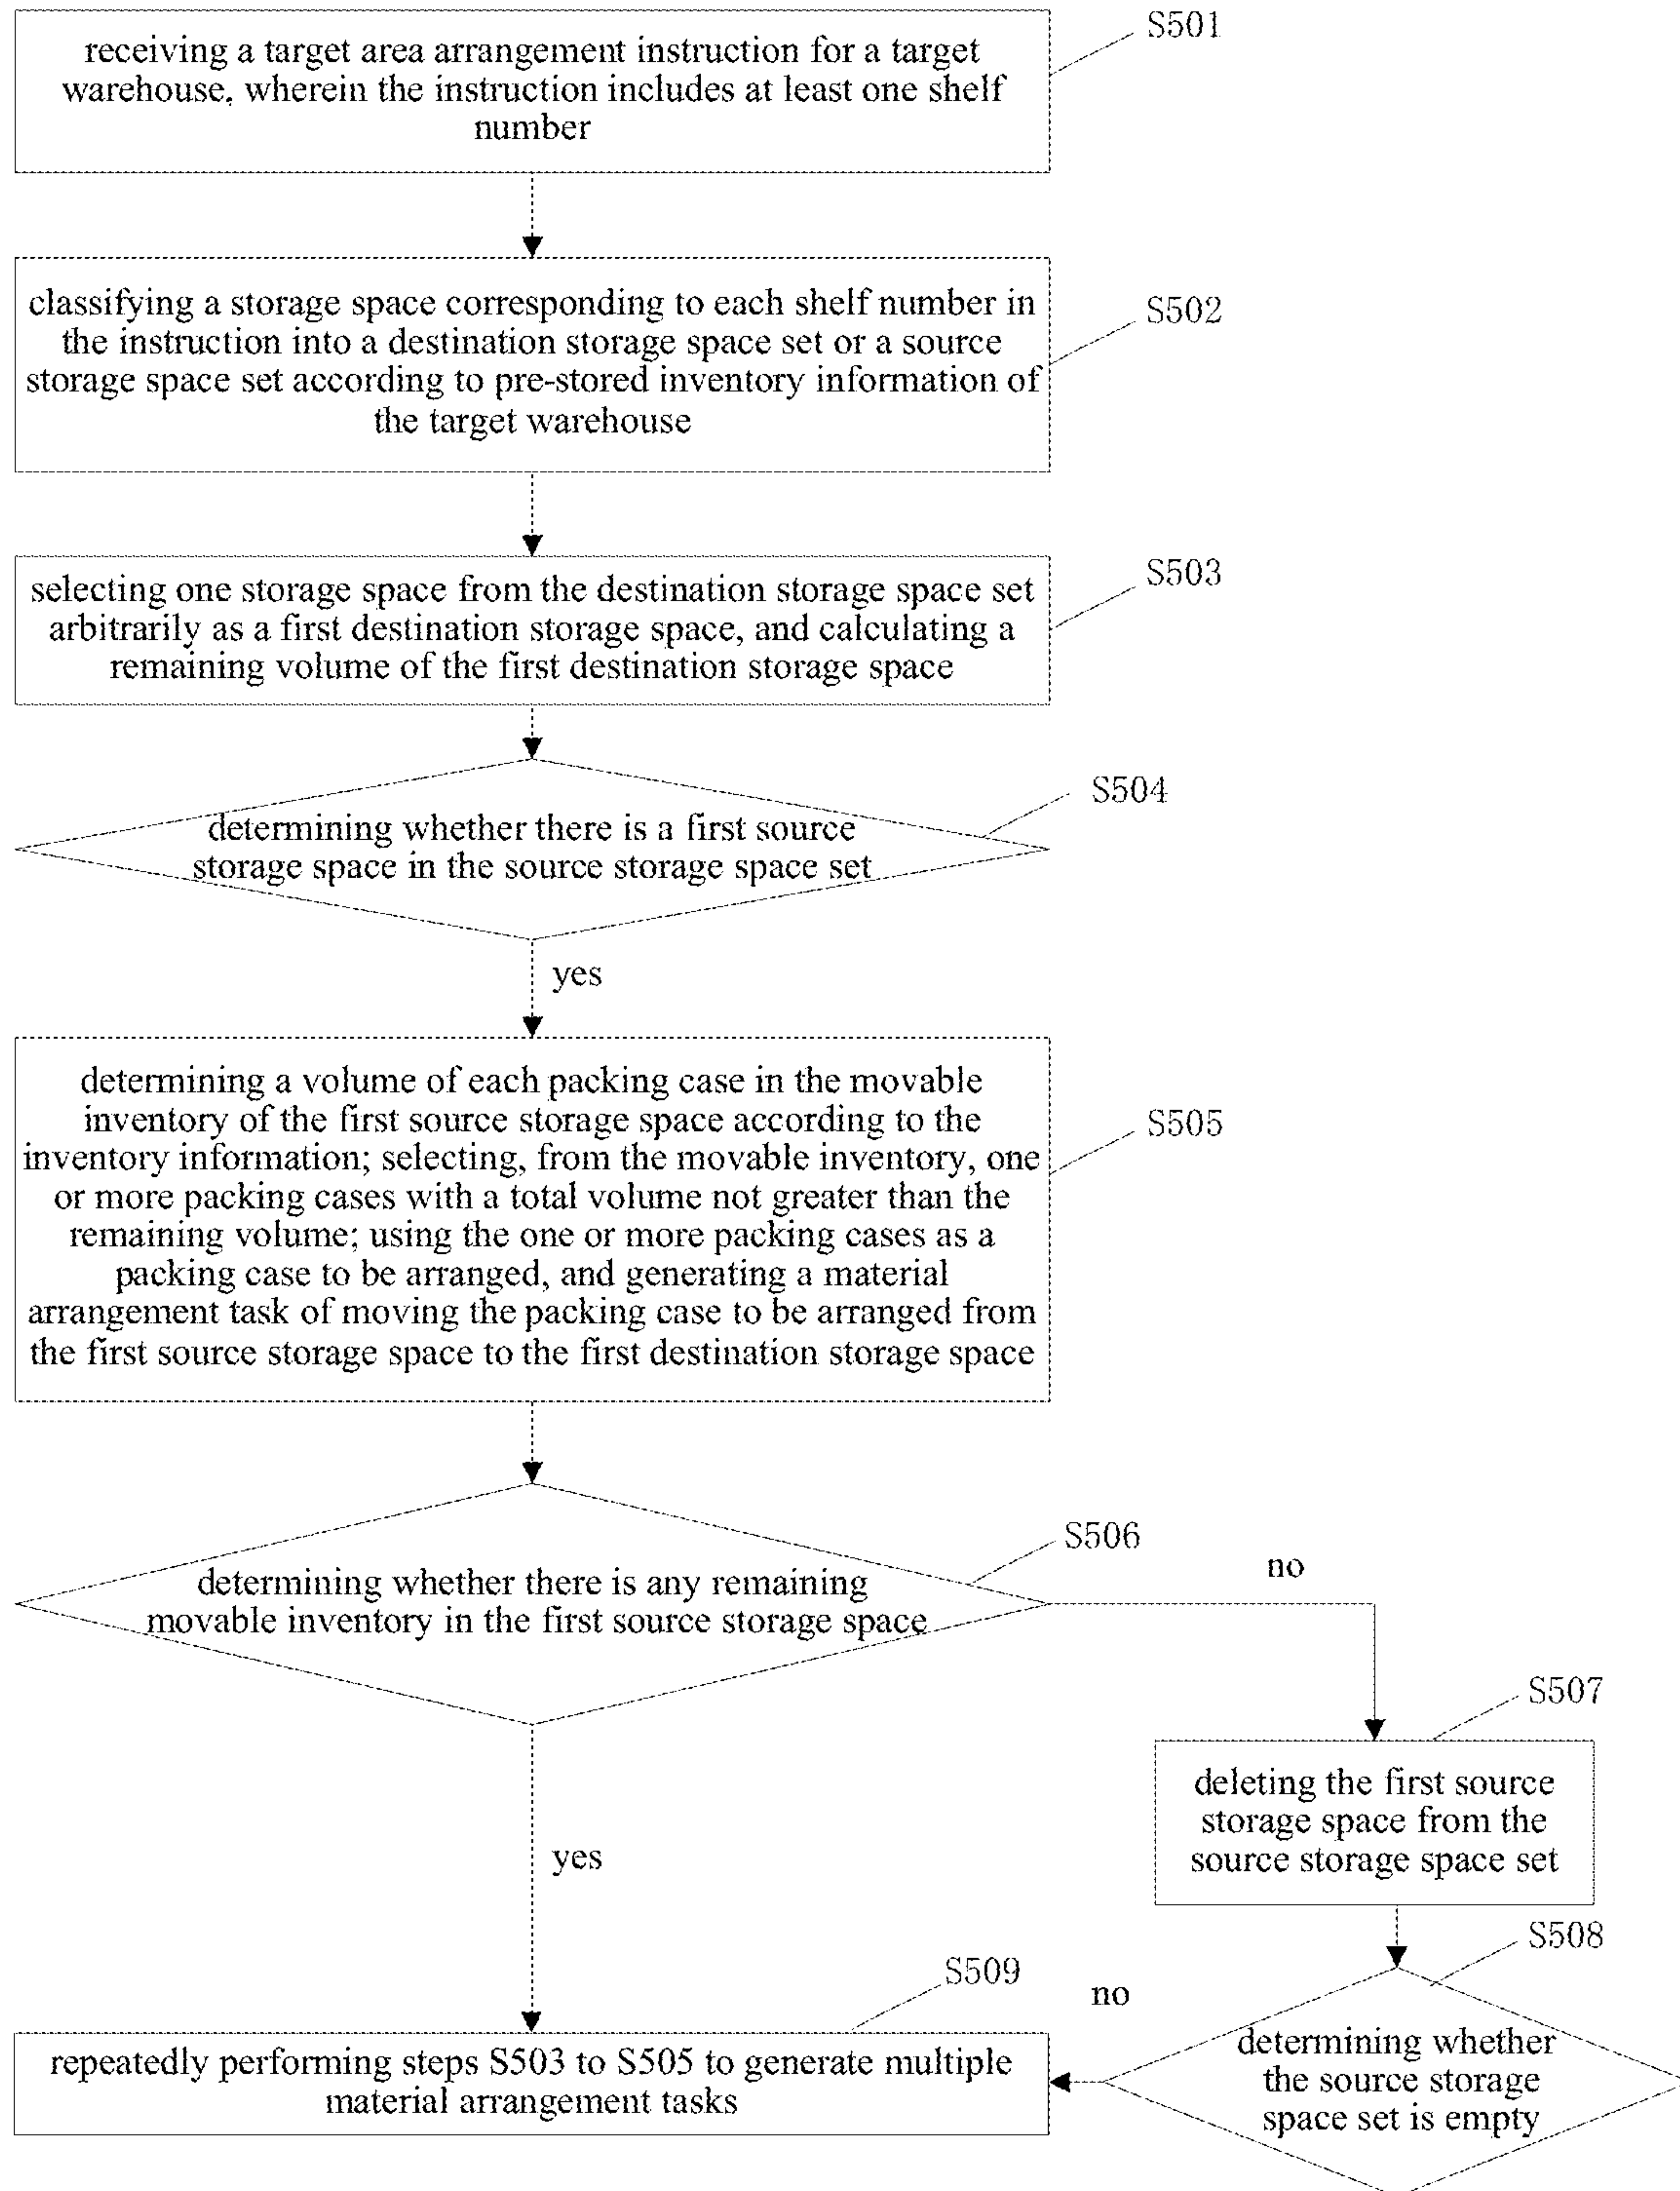 S501
receiving a target area arrangement instruction for a target
warehouse, wherein the instruction includes at least one shelf
number
S502
classifying a storage space corresponding to each shelf number in
the instruction into a destination storage space set or a source
storage space set according to pre-stored inventory information of
the target warehouse
S503
selecting one storage space from the destination storage space set
arbitrarily as a first destination storage space, and calculating a
remaining volume of the first destination storage space
S504
determining whether there is a first source
storage space in the source storage space set
yes
S505
determining a volume of each packing case in the movable
inventory of the first source storage space according to the
inventory information; selecting, from the movable inventory, one
or more packing cases with a total volume not greater than the
remaining volume; using the one or more packing cases as a
packing case to be arranged, and generating a material
arrangement task of moving the packing case to be arranged from
the first source storage space to the first destination storage space
S506
no
determining whether there is any remaining
movable inventory in the first source storage space
S507
deleting the first source
storage space from the
source storage space set
yes
S508
S509
no
determining whether
the source storage
space set is empty
repeatedly performing steps S503 to S505 to generate multiple
material arrangement tasks